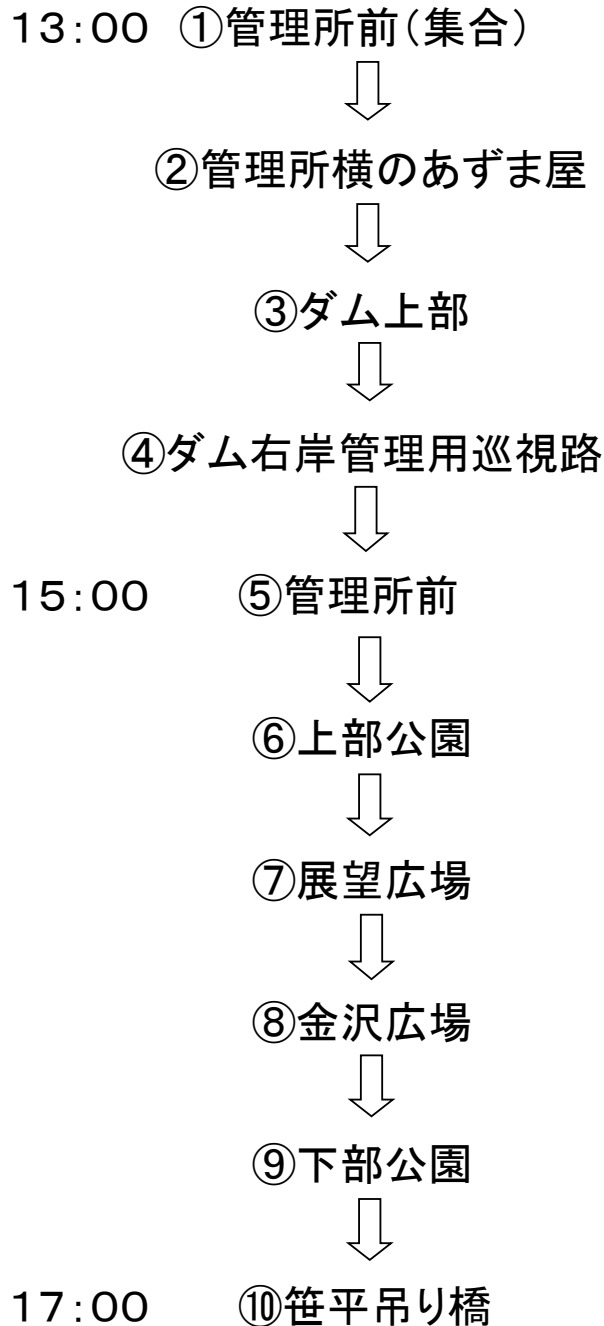 13:00 ①管理所前(集合)
②管理所横のあずま屋
③ダム上部
④ダム右岸管理用巡視路
15:00 ⑤管理所前
⑥上部公園
⑦展望広場
⑧金沢広場
⑨下部公園
17:00 ⑩笹平吊り橋